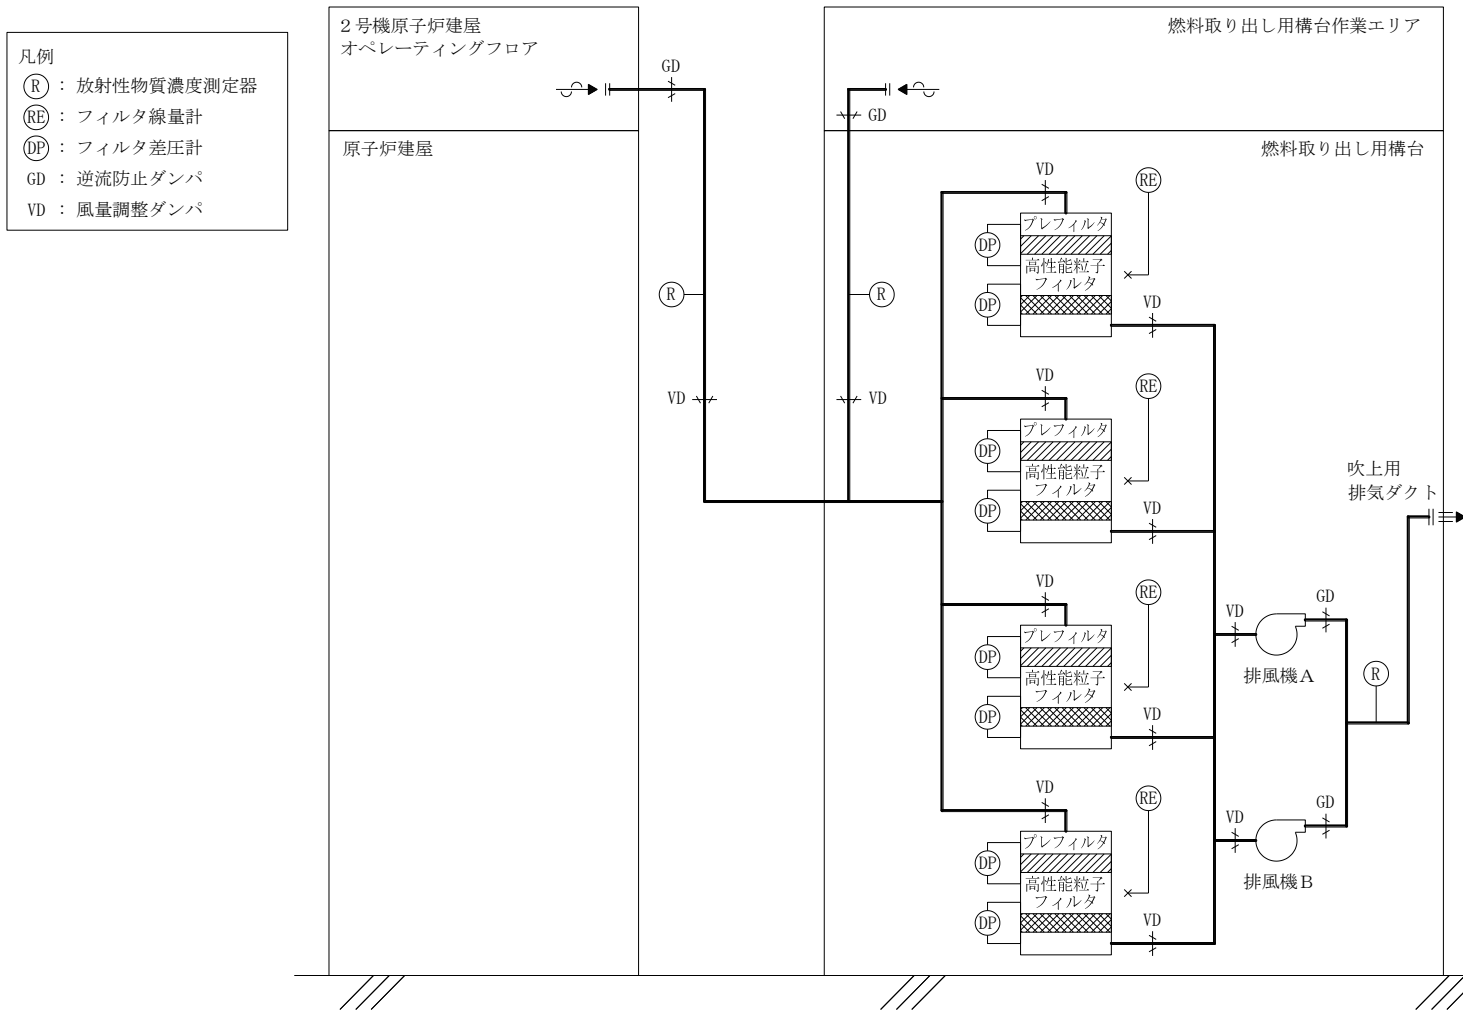 凡例
R : 放射性物質濃度測定器
RE : フィルタ線量計
DP : フィルタ差圧計
GD : 逆流防止ダンパ
VD : 風量調整ダンパ
2号機原子炉建屋
オペレーティングフロア
GD
原子炉建屋
R
VD
燃料取り出し用構台作業エリア
GD
燃料取り出し用構台
R
VD
VD
RE
プレフィルタ
DP
高性能粒子
フィルタ
DP
VD
VD
RE
プレフィルタ
DP
高性能粒子
フィルタ
DP
VD
VD
RE
プレフィルタ
DP
高性能粒子
フィルタ
DP
VD
VD
RE
プレフィルタ
DP
高性能粒子
フィルタ
DP
VD
VD
GD
排風機A
VD
GD
排風機B
R
吹上用
排気ダクト